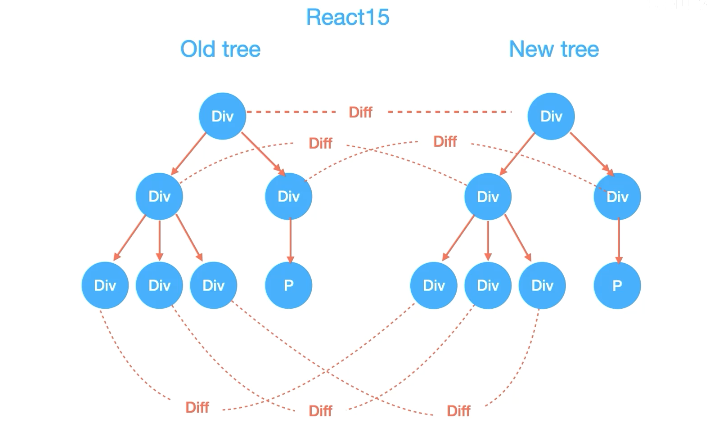 React15
Old tree New tree
Div Diff Div
Diff Diff
Div Div Div Div
Div Div Div P Div Div Div P
Diff Diff Diff